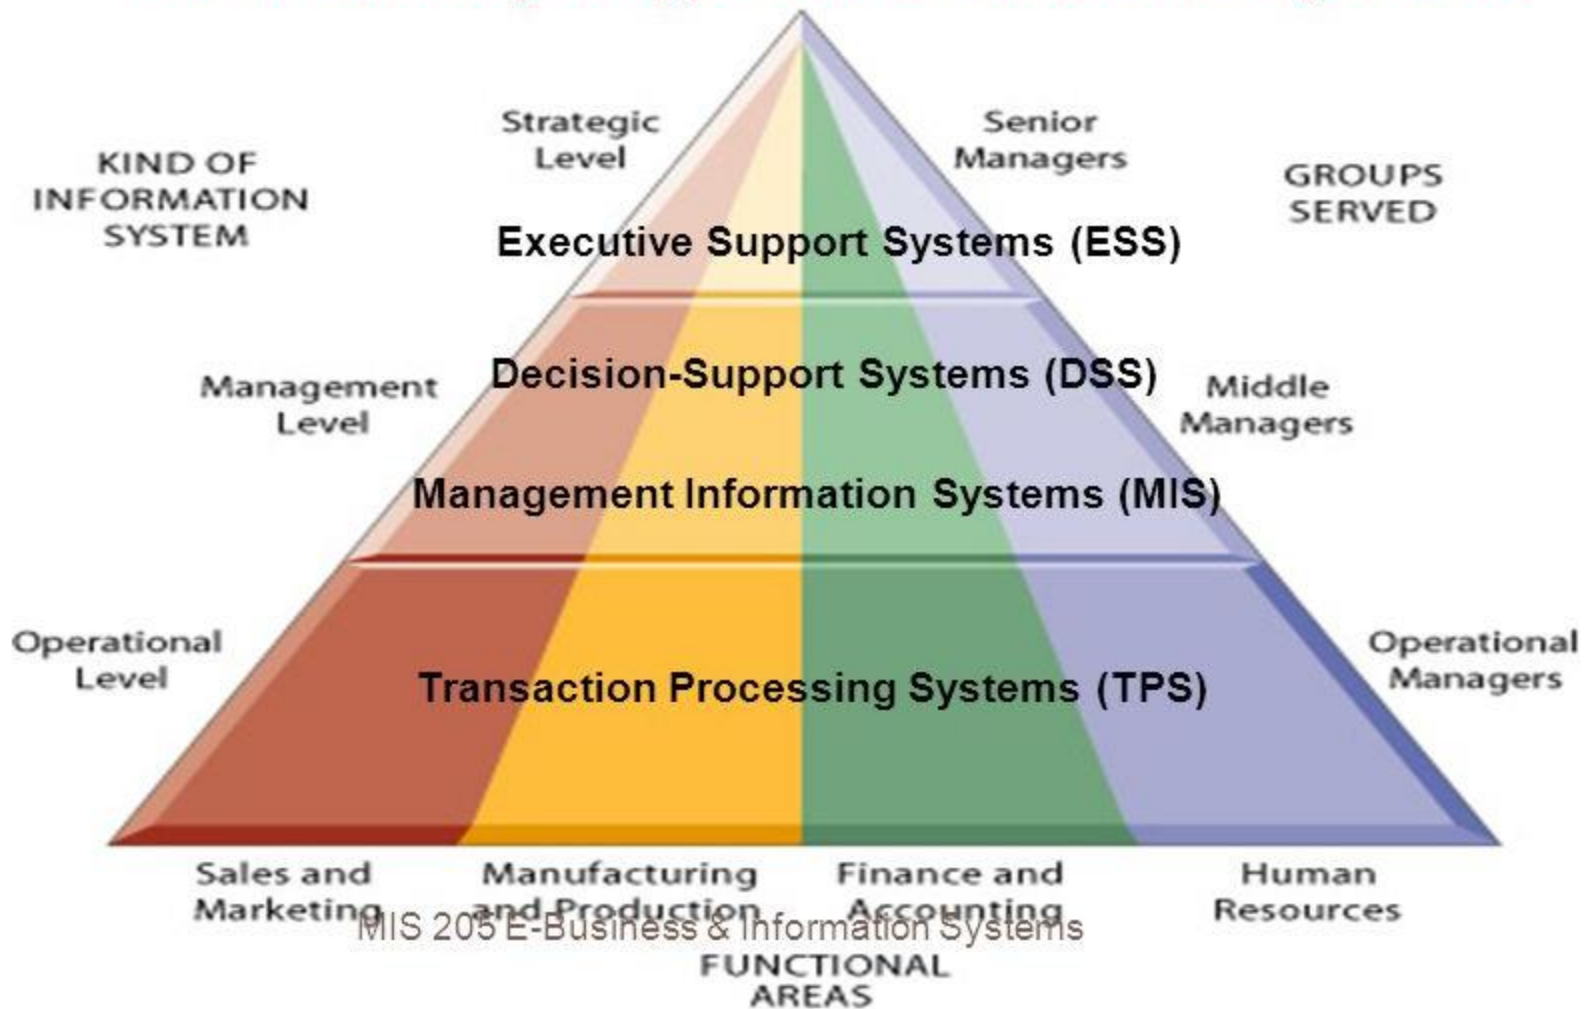 Strategic
Level
Senior
Managers
KIND OF
INFORMATION
SYSTEM
GROUPS
SERVED
Executive Support Systems (ESS)
Decision-Support Systems (DSS)
Management
Level
Middle
Managers
Management Information Systems (MIS)
Operational
Level
Operational
Managers
Transaction Processing Systems (TPS)
Sales and
Marketing
Manufacturing
and Production
Finance and
Accounting
Human
Resources
MIS 205 E-Business & Information Systems
FUNCTIONAL
AREAS